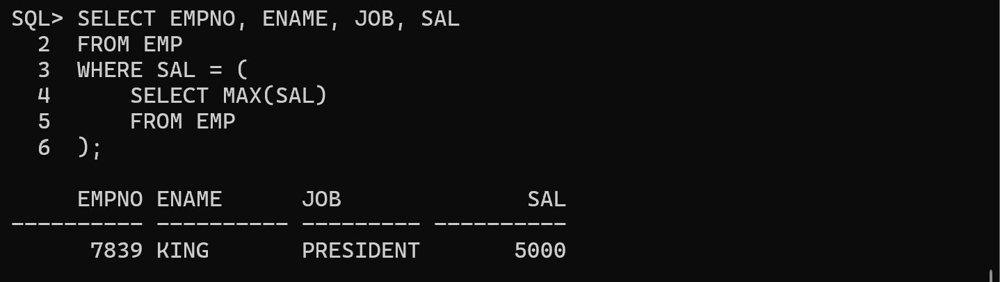 SQL> SELECT EMPNO, ENAME, JOB, SAL
  2  FROM EMP
  3  WHERE SAL = (
  4      SELECT MAX(SAL)
  5      FROM EMP
  6  );

     EMPNO ENAME      JOB              SAL
---------- ---------- --------- ----------
      7839 KING       PRESIDENT       5000